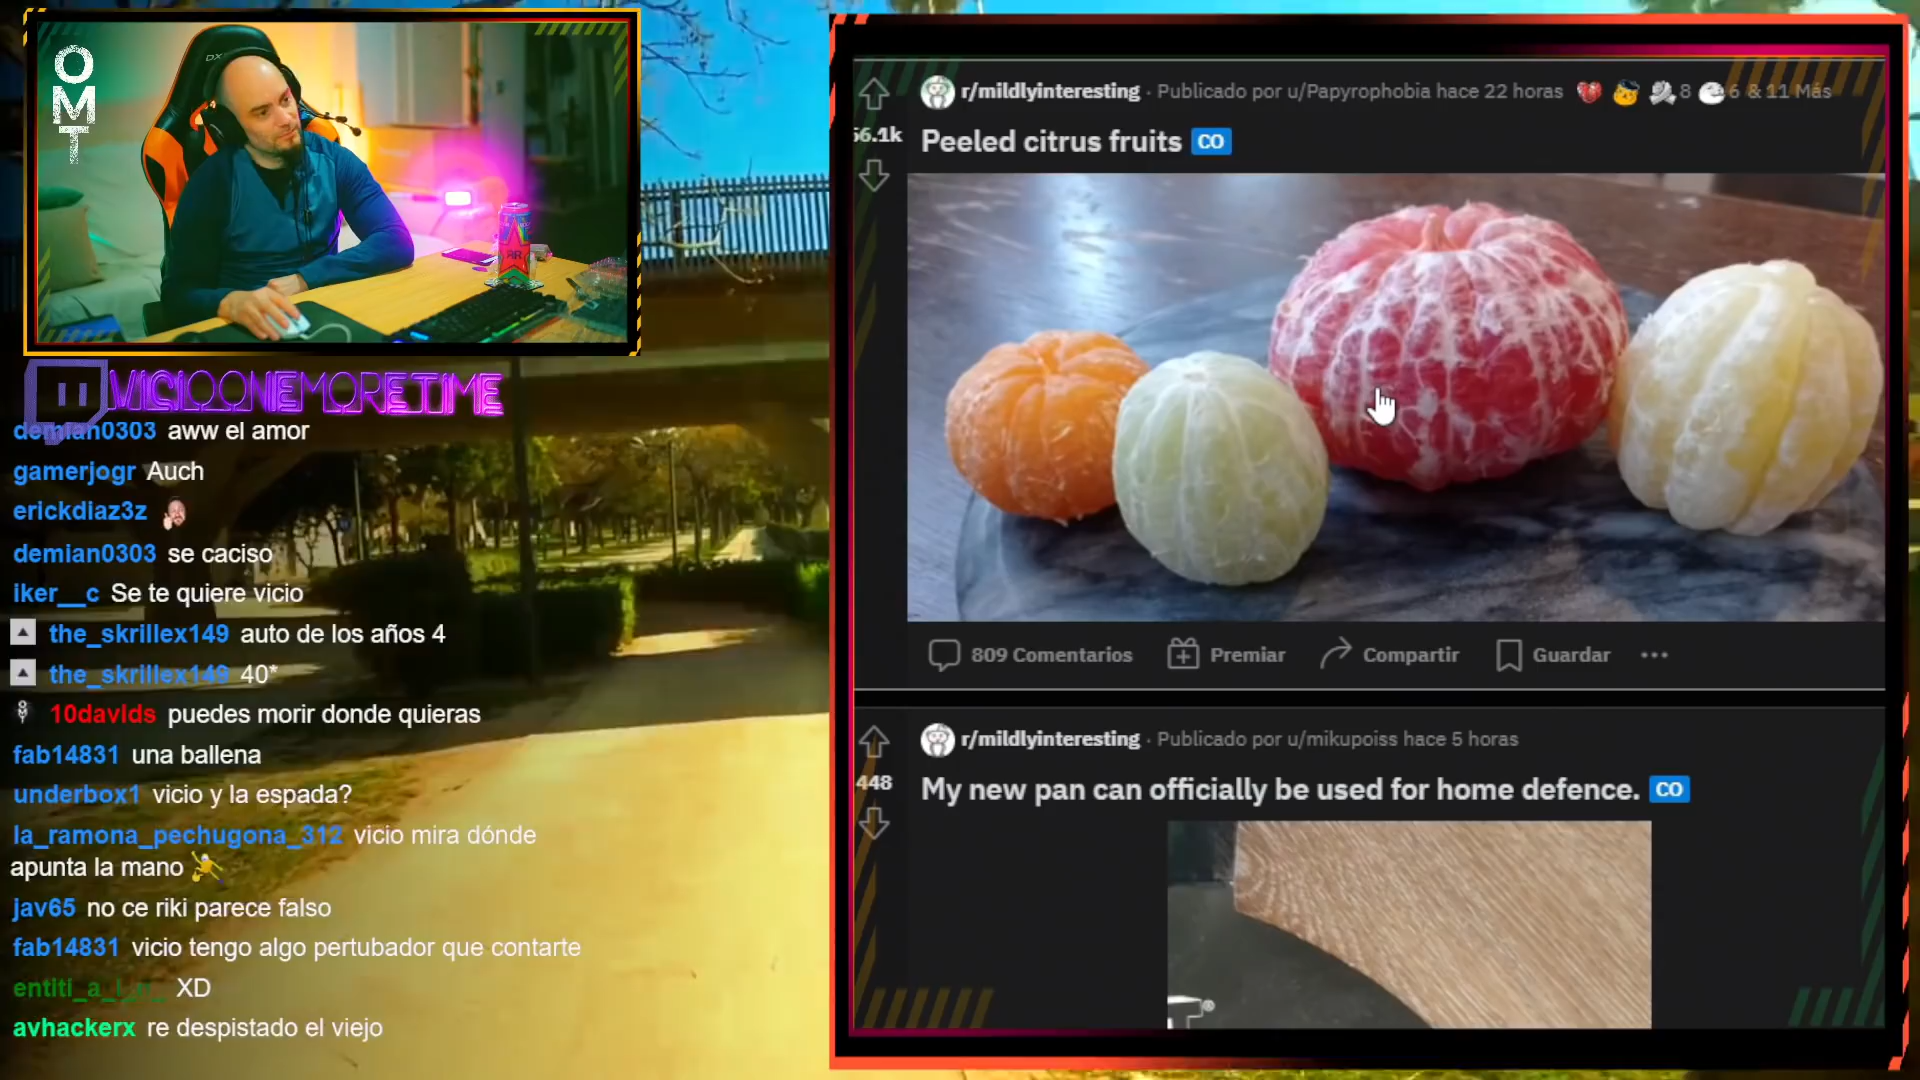 OMT
DX
VICIOONEMORETIME
demian0303 aww el amor
gamerjogr Auch
erickdiaz3z
demian0303 se caciso
iker__c Se te quiere vicio
the_skrillex149 auto de los años 4
the_skrillex149 40*
10davids puedes morir donde quieras
fab14831 una ballena
underbox1 vicio y la espada?
la_ramona_pechugona_312 vicio mira dónde
apunta la mano
jav65 no ce riki parece falso
fab14831 vicio tengo algo pertubador que contarte
XD
avhackerx re despistado el viejo
r/mildlyinteresting · Publicado por u/Papyrophobia hace 22 horas 8 6 & 11 Más
56.1k
Peeled citrus fruits CO
809 Comentarios Premiar Compartir Guardar
r/mildlyinteresting · Publicado por u/mikupoiss hace 5 horas
448
My new pan can officially be used for home defence. CO